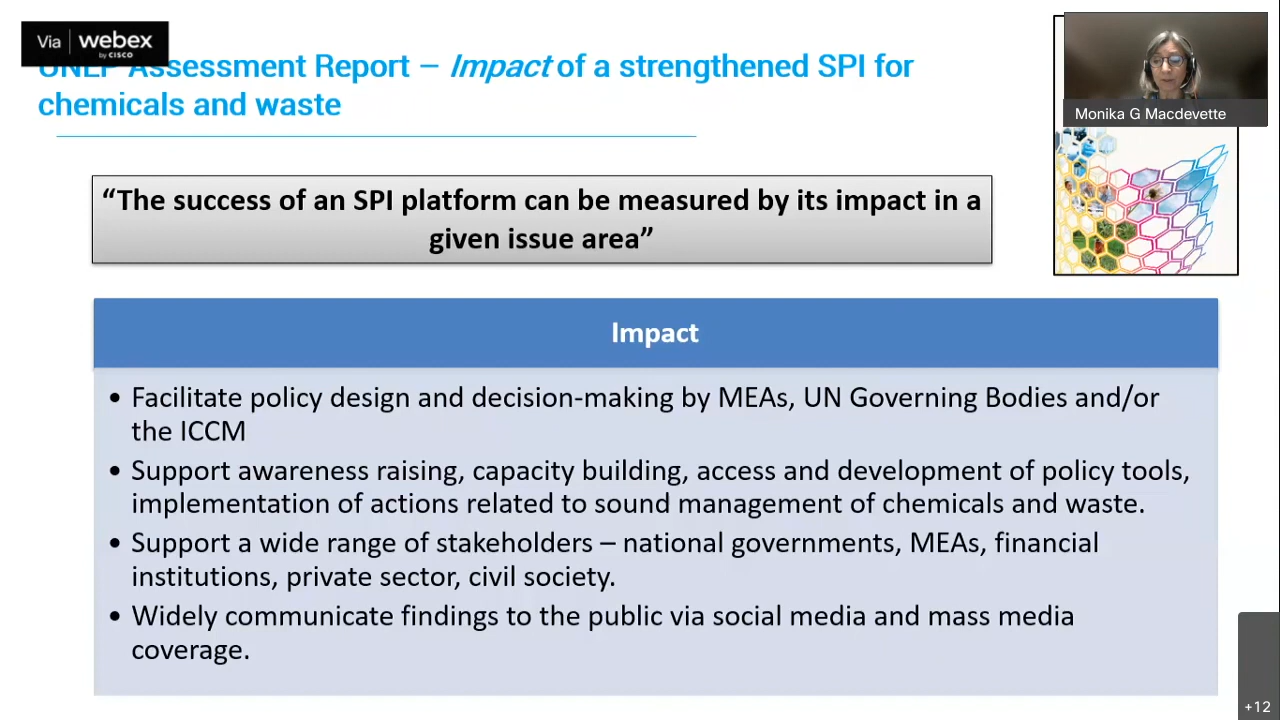 Via webex
by CISCO
UNEP Assessment Report – Impact of a strengthened SPI for
chemicals and waste
Monika G Macdevette
“The success of an SPI platform can be measured by its impact in a
given issue area”
Impact
• Facilitate policy design and decision-making by MEAs, UN Governing Bodies and/or
the ICCM
• Support awareness raising, capacity building, access and development of policy tools,
implementation of actions related to sound management of chemicals and waste.
• Support a wide range of stakeholders – national governments, MEAs, financial
institutions, private sector, civil society.
• Widely communicate findings to the public via social media and mass media
coverage.
+12